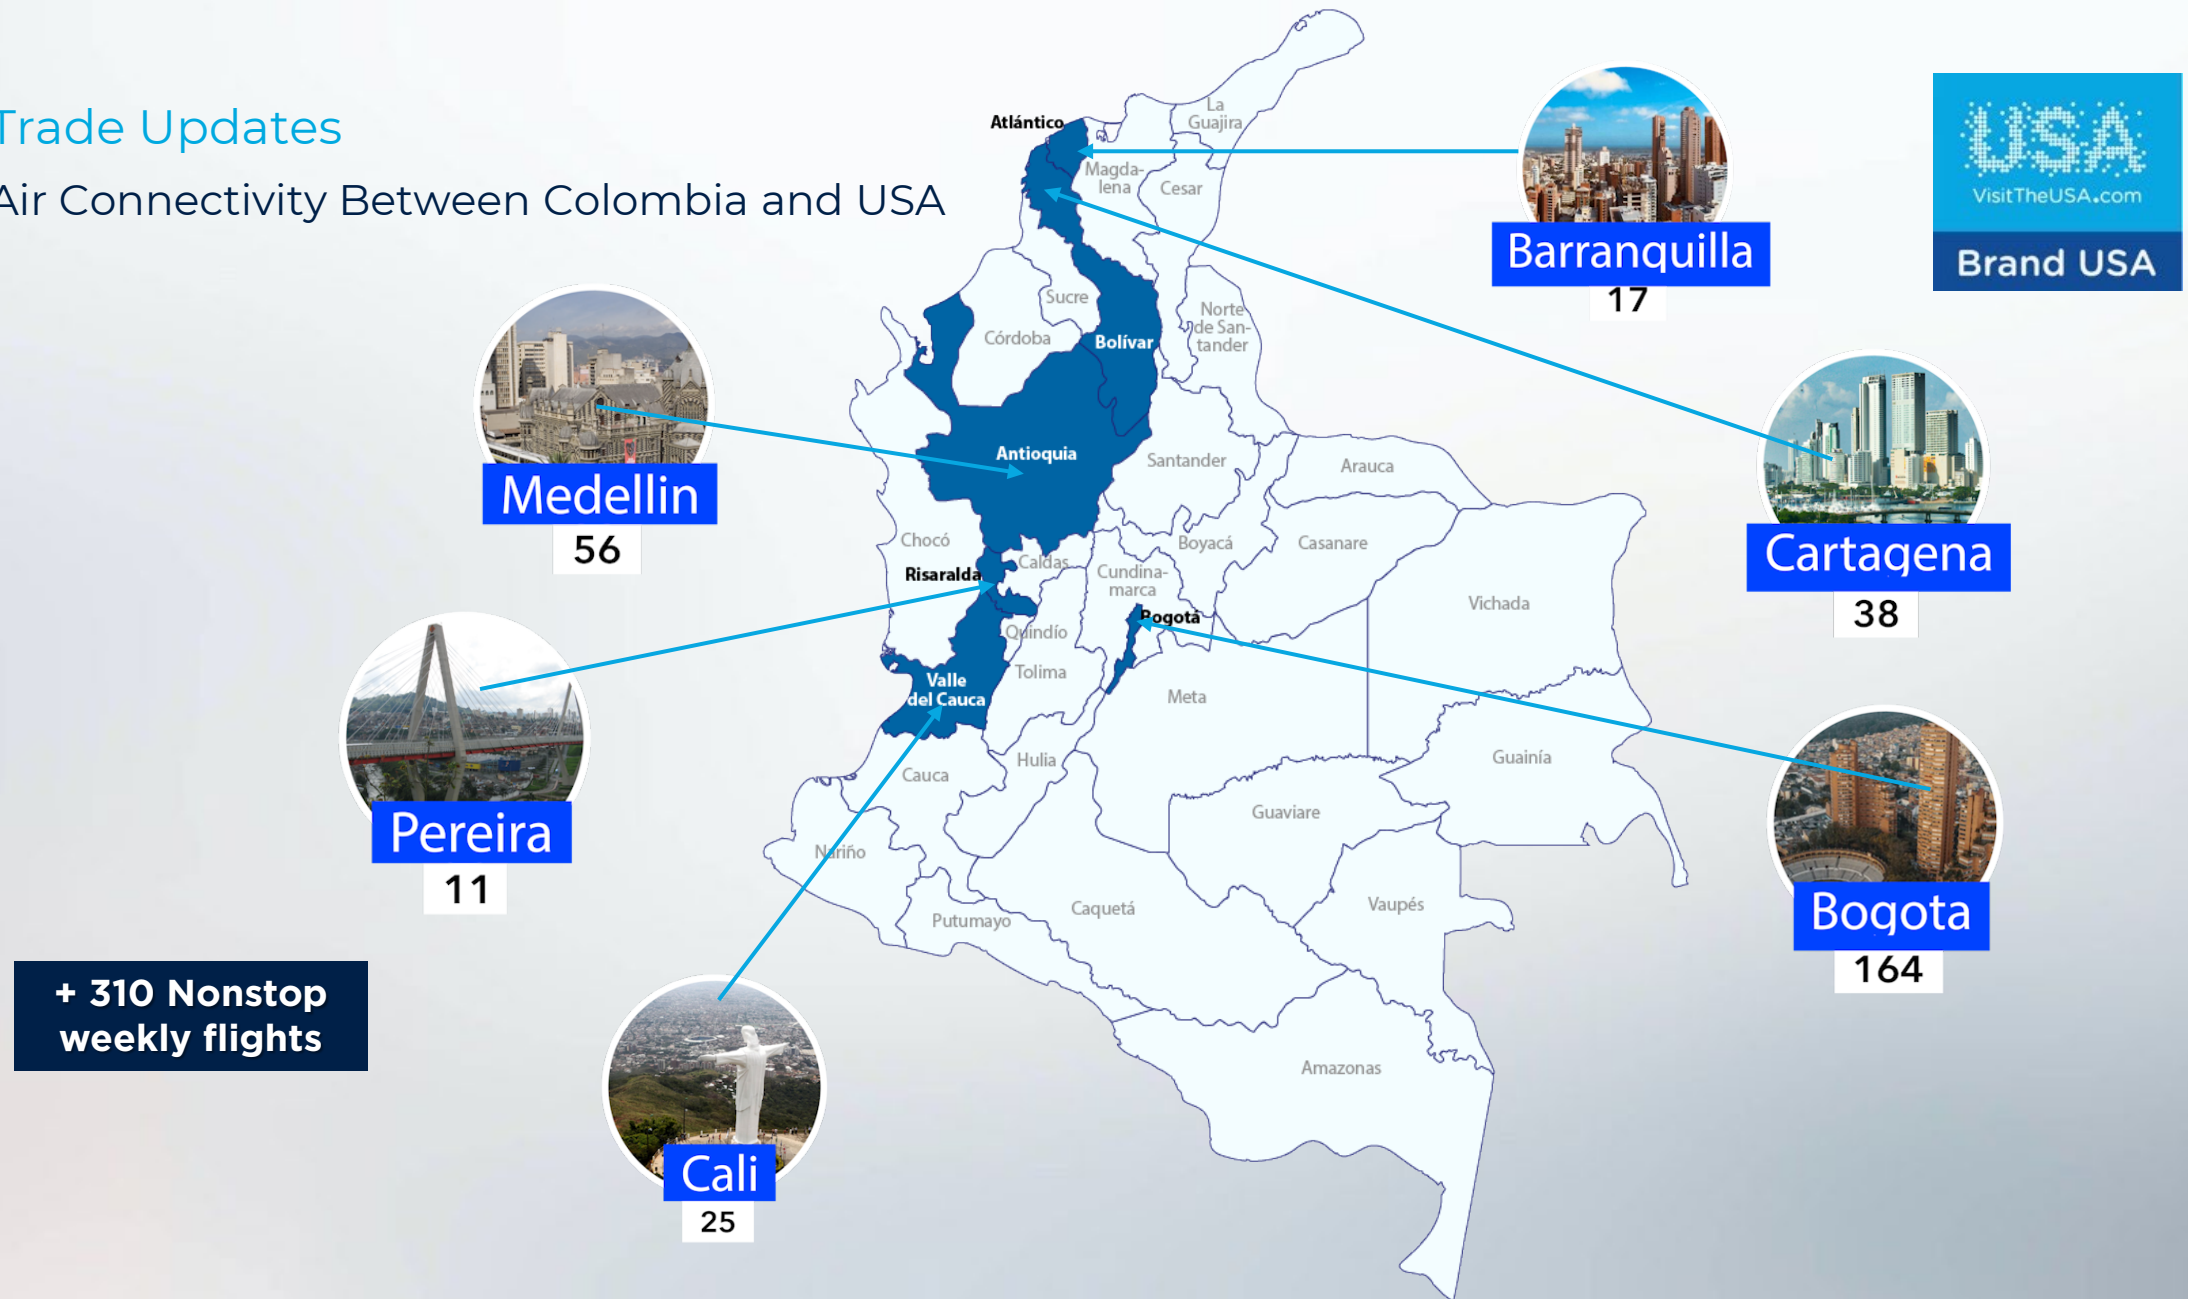 Trade Updates
Air Connectivity Between Colombia and USA
USA
VisitTheUSA.com
Brand USA
Barranquilla
17
Medellin
56
Cartagena
38
Pereira
11
Bogota
164
+ 310 Nonstop
weekly flights
Cali
25
Atlántico
La
Guajira
Magda-
lena
Cesar
Sucre
Norte
de San-
tander
Córdoba
Bolívar
Antioquia
Santander
Arauca
Chocó
Caldas
Boyacá
Casanare
Risaralda
Cundina-
marca
Bogotá
Vichada
Quindío
Tolima
Valle
del Cauca
Meta
Hulia
Guainía
Cauca
Guaviare
Nariño
Putumayo
Caquetá
Vaupés
Amazonas